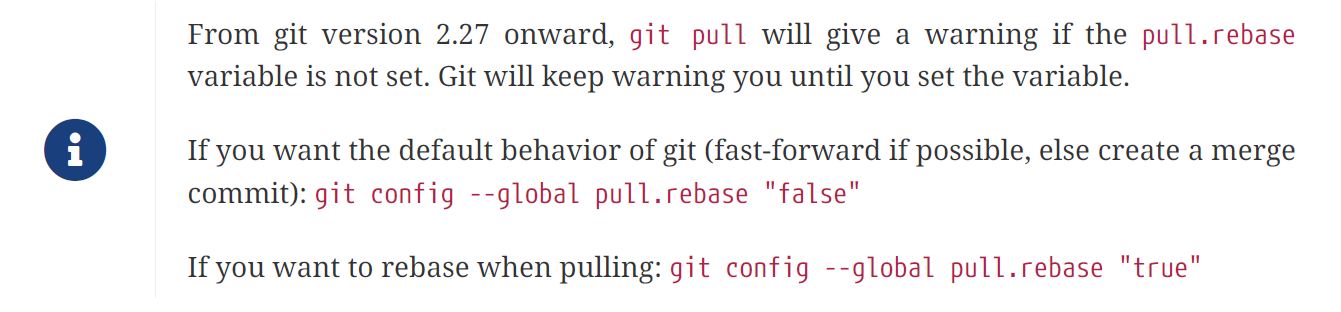 From git version 2.27 onward, git pull will give a warning if the pull.rebase
variable is not set. Git will keep warning you until you set the variable.
If you want the default behavior of git (fast-forward if possible, else create a merge
commit): git config --global pull.rebase "false"
If you want to rebase when pulling: git config --global pull.rebase "true"